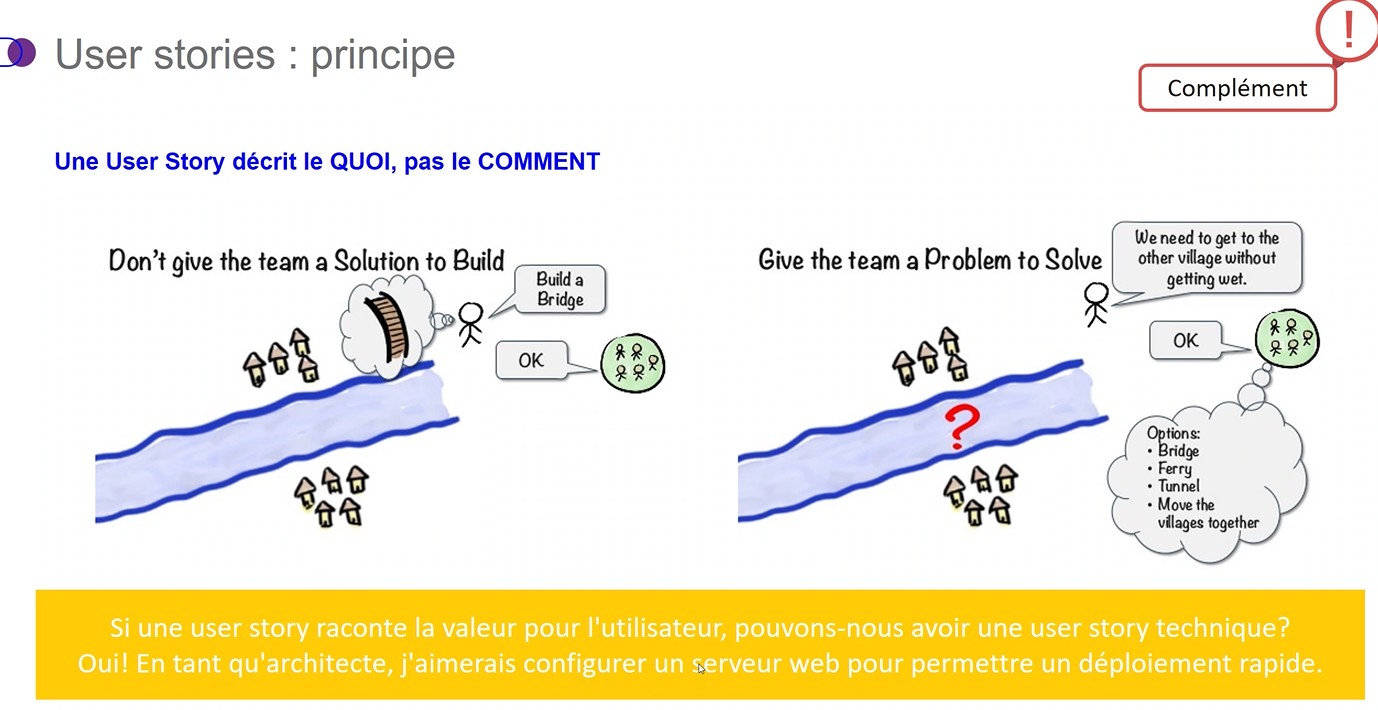 User stories : principe
!
Complément
Une User Story décrit le QUOI, pas le COMMENT
Don't give the team a Solution to Build
Build a
Bridge
OK
Give the team a Problem to Solve
We need to get to the
other village without
getting wet.
OK
?
Options:
• Bridge
• Ferry
• Tunnel
• Move the
villages together
Si une user story raconte la valeur pour l'utilisateur, pouvons-nous avoir une user story technique?
Oui! En tant qu'architecte, j'aimerais configurer un serveur web pour permettre un déploiement rapide.